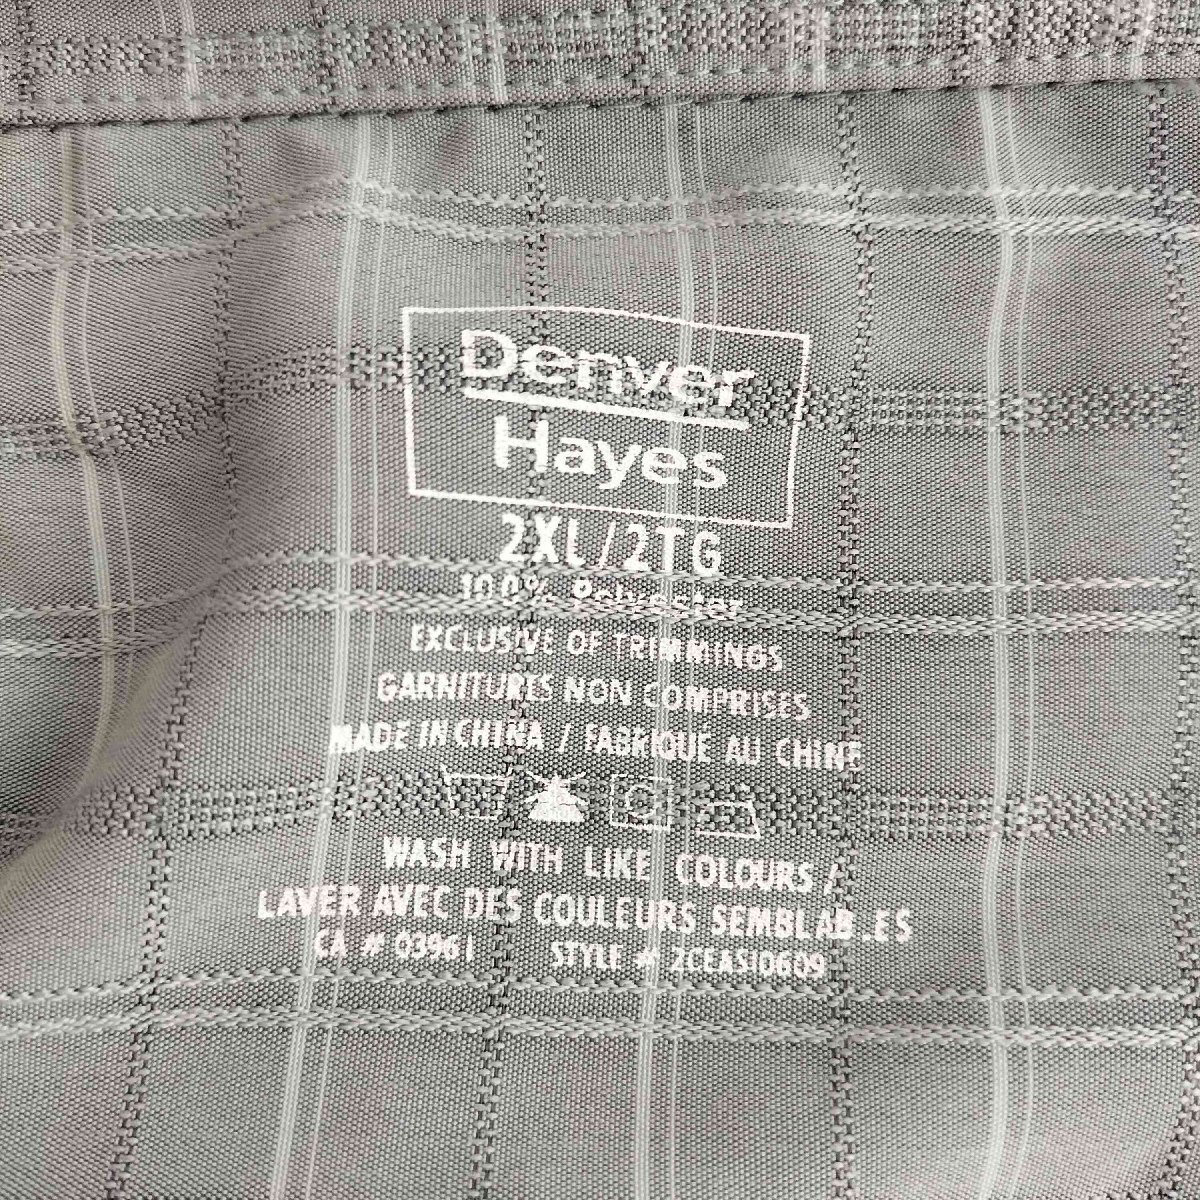 Denver
Hayes
2XL/2TG
100% Polyester
EXCLUSIVE OF TRIMMINGS
GARNITURES NON COMPRISES
MADE IN CHINA / FABRIQUE AU CHINE
WASH WITH LIKE COLOURS /
LAVER AVEC DES COULEURS SEMBLABLES
CA # 03961 STYLE # 2CEASID609